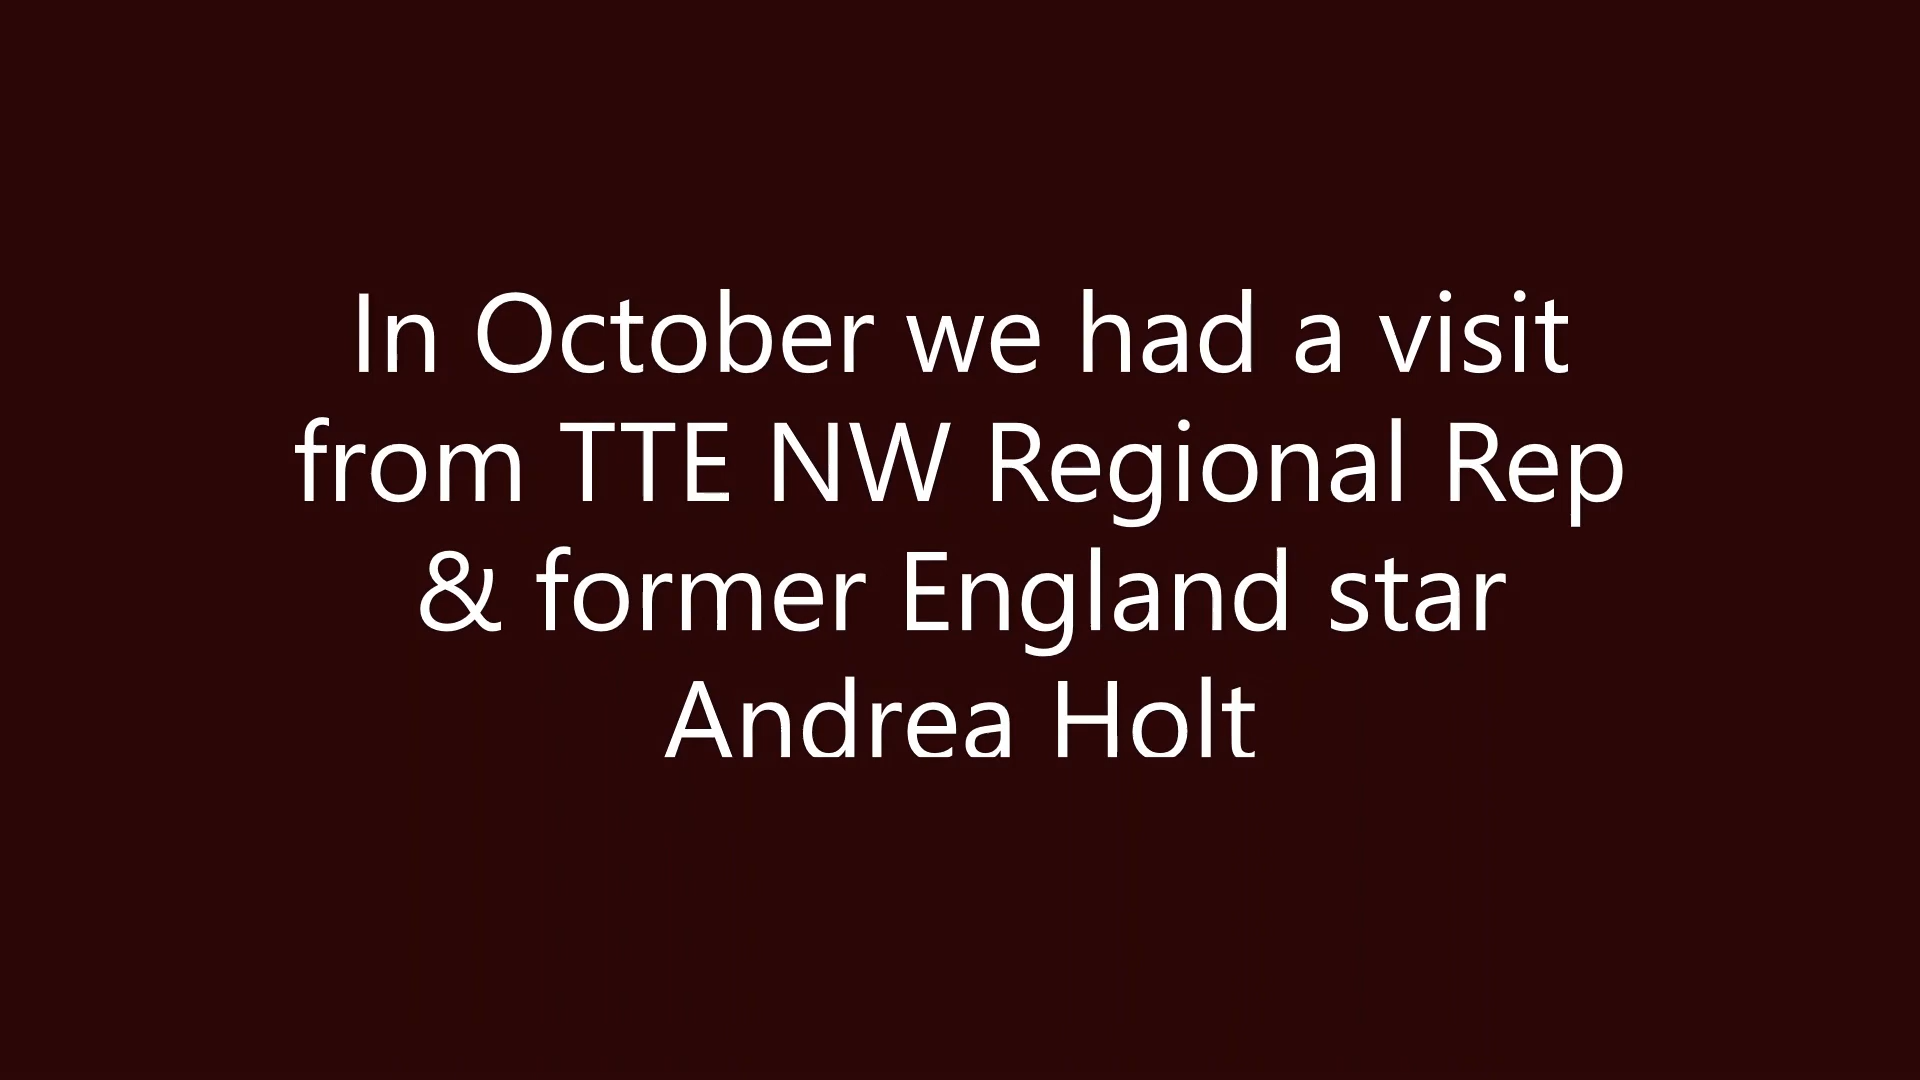 In October we had a visit
from TTE NW Regional Rep
& former England star
Andrea Holt